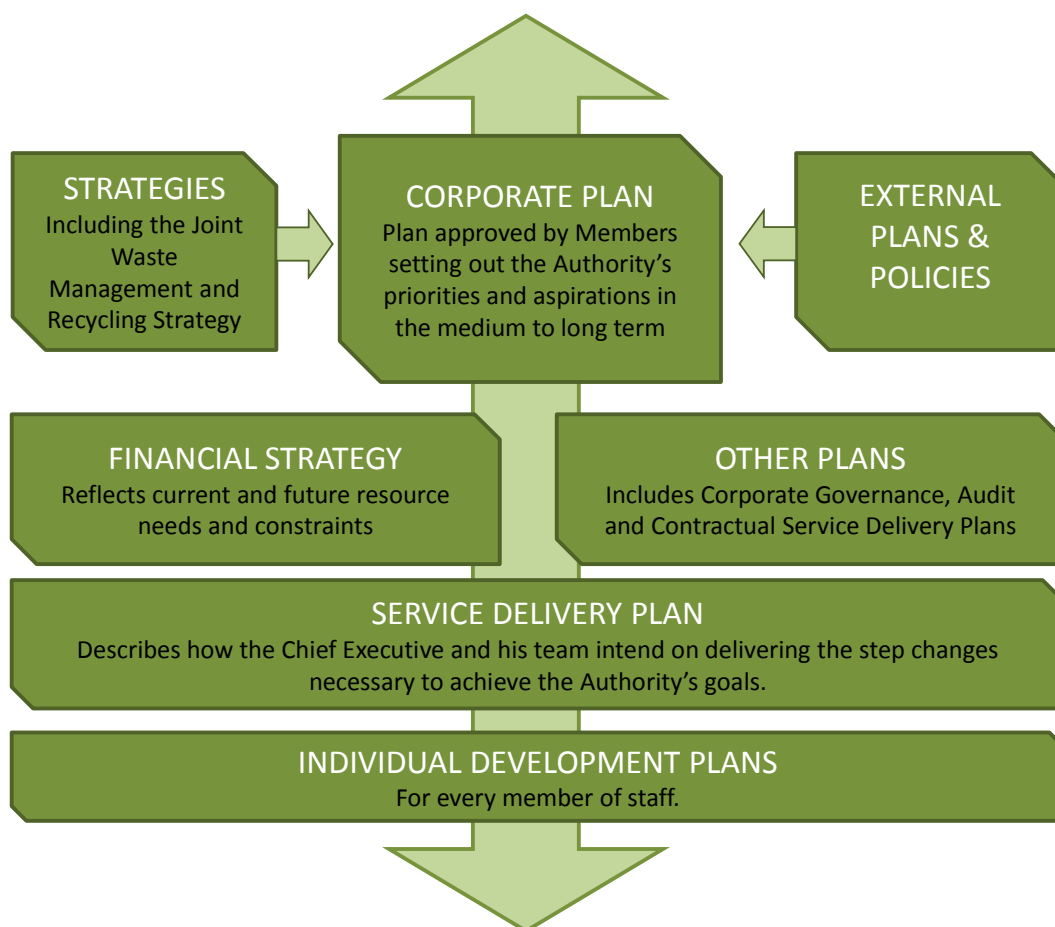 STRATEGIES
Including the Joint
Waste
Management and
Recycling Strategy
CORPORATE PLAN
Plan approved by Members
setting out the Authority’s
priorities and aspirations in
the medium to long term
EXTERNAL
PLANS &
POLICIES
FINANCIAL STRATEGY
Reflects current and future resource
needs and constraints
OTHER PLANS
Includes Corporate Governance, Audit
and Contractual Service Delivery Plans
SERVICE DELIVERY PLAN
Describes how the Chief Executive and his team intend on delivering the step changes
necessary to achieve the Authority’s goals.
INDIVIDUAL DEVELOPMENT PLANS
For every member of staff.